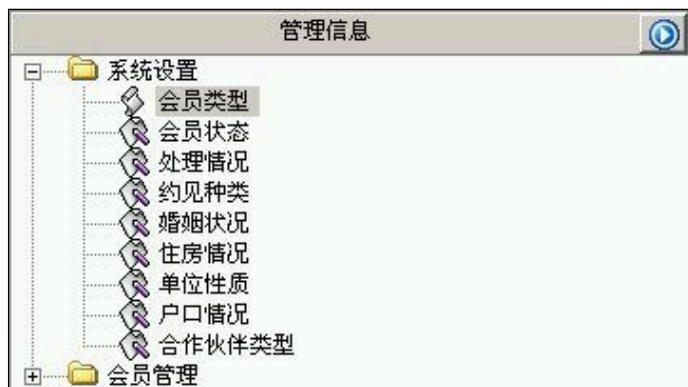 管理信息
系统设置
会员类型
会员状态
处理情况
约见种类
婚姻状况
住房情况
单位性质
户口情况
合作伙伴类型
会员管理